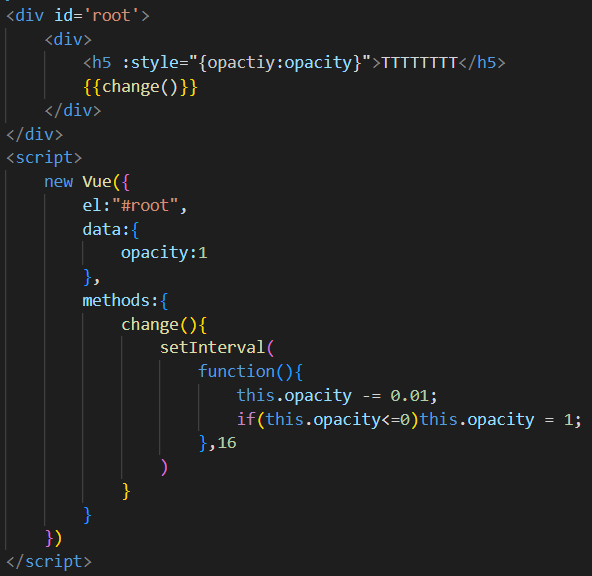 <div id='root'>
<div>
<h5 :style="{opactiy:opacity}">TTTTTTTT</h5>
{{change()}}
</div>
</div>
<script>
new Vue({
el:"#root",
data:{
opacity:1
},
methods:{
change(){
setInterval(
function(){
this.opacity -= 0.01;
if(this.opacity<=0)this.opacity = 1;
},16
)
}
}
})
</script>